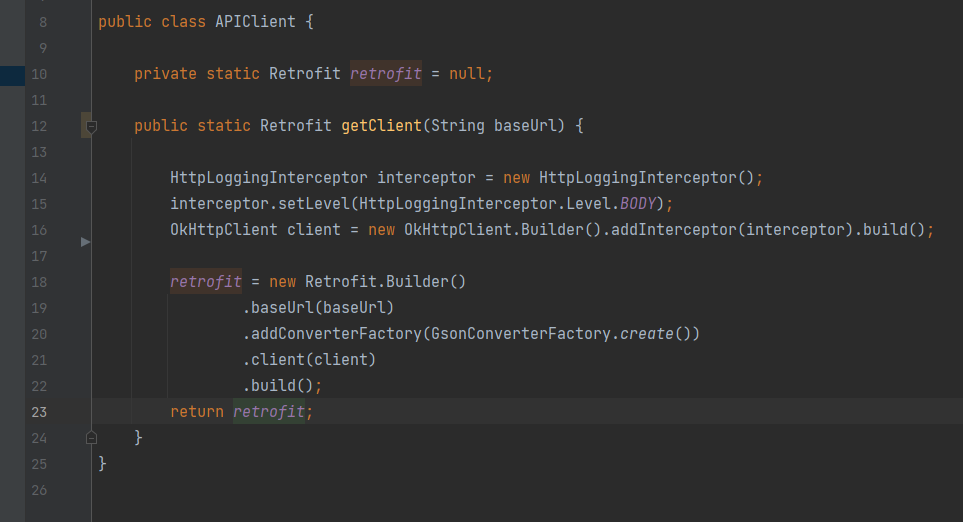 8 public class APIClient {
9
10 private static Retrofit retrofit = null;
11
12 public static Retrofit getClient(String baseUrl) {
13
14 HttpLoggingInterceptor interceptor = new HttpLoggingInterceptor();
15 interceptor.setLevel(HttpLoggingInterceptor.Level.BODY);
16 OkHttpClient client = new OkHttpClient.Builder().addInterceptor(interceptor).build();
17
18 retrofit = new Retrofit.Builder()
19 .baseUrl(baseUrl)
20 .addConverterFactory(GsonConverterFactory.create())
21 .client(client)
22 .build();
23 return retrofit;
24 }
25 }
26